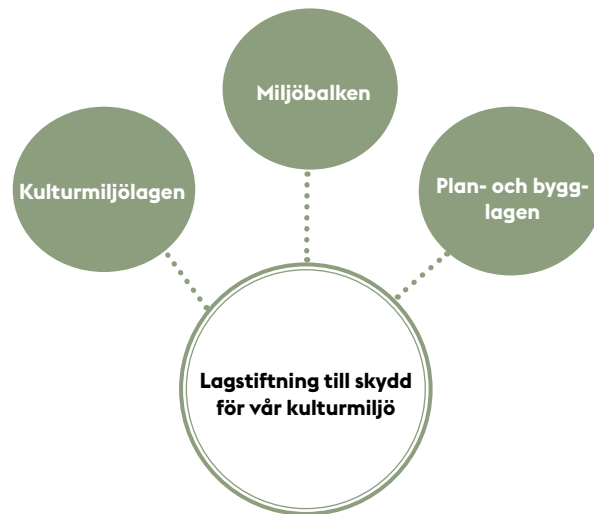 Miljöbalken
Kulturmiljölagen
Plan- och bygg-
lagen
Lagstiftning till skydd
för vår kulturmiljö